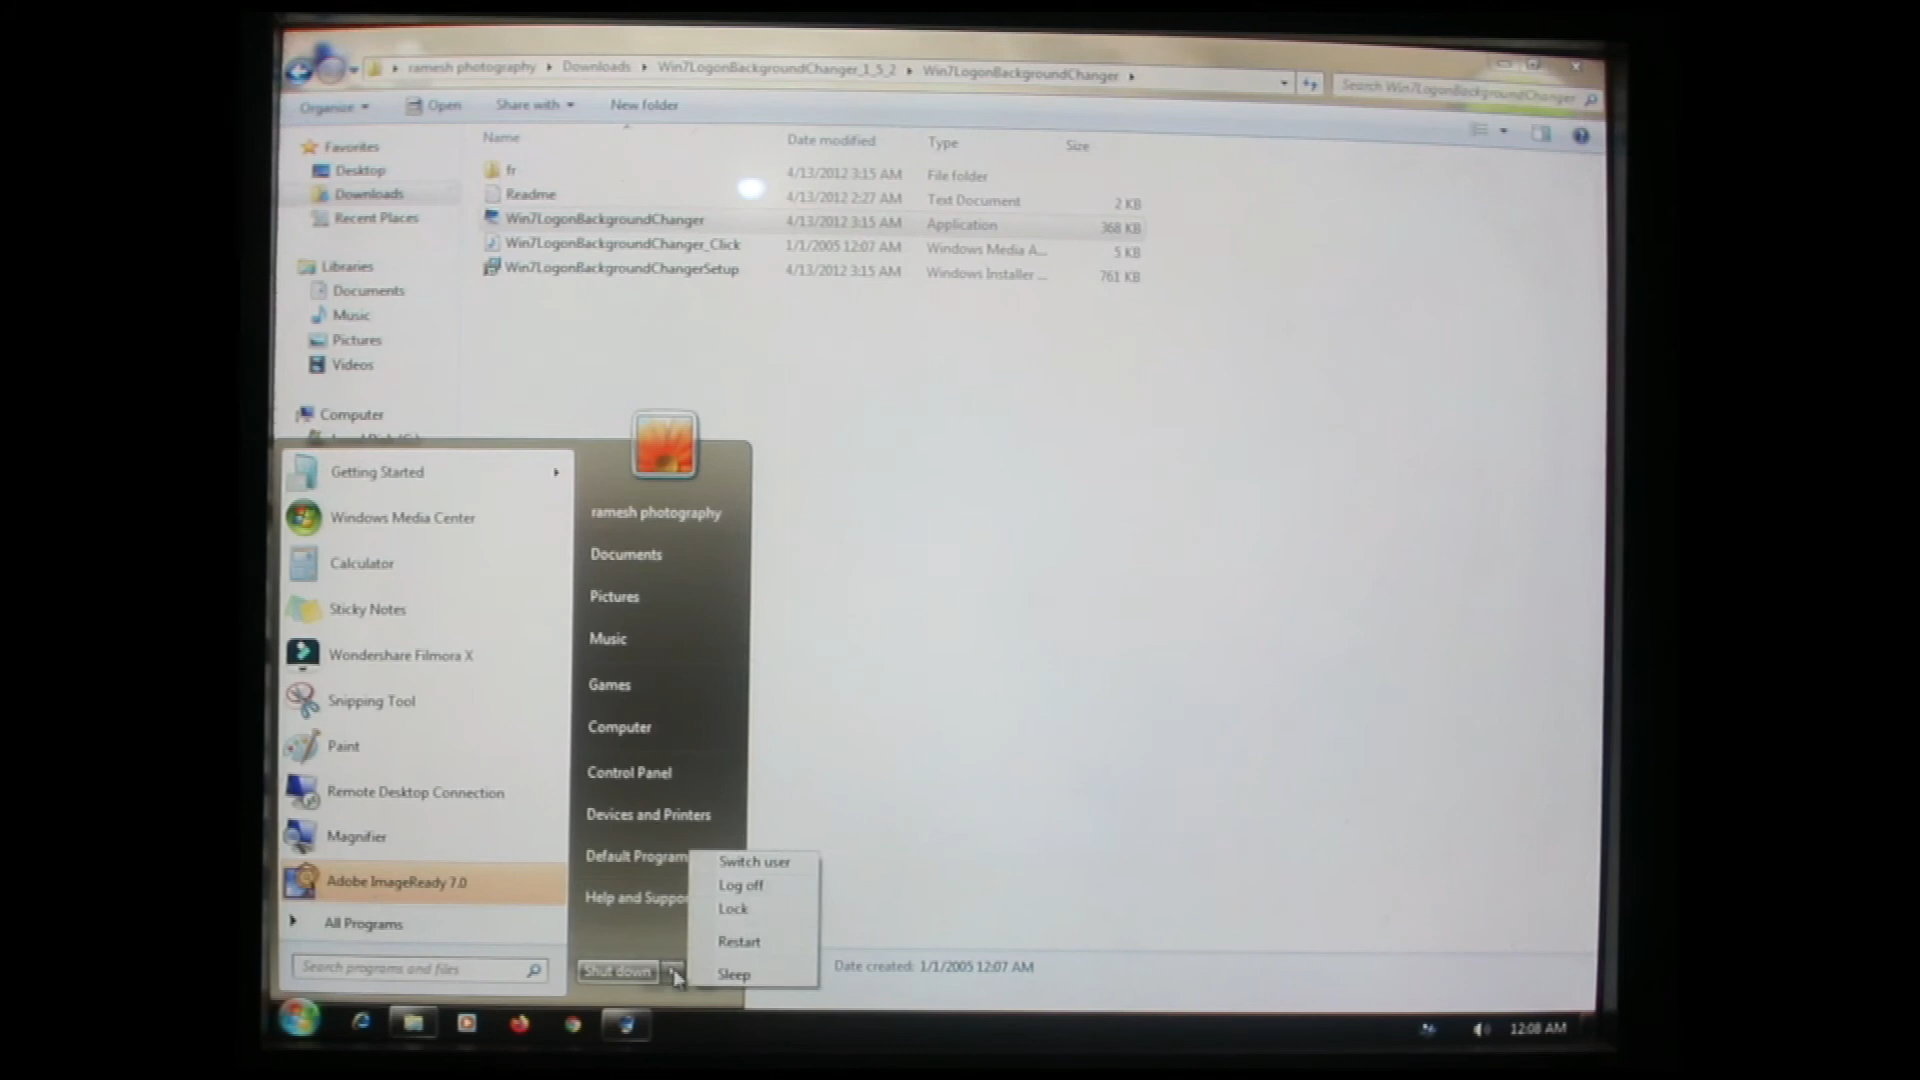 ramesh photography Downloads Win7LogonBackgroundChanger_1_5_2 Win7LogonBackgroundChanger
Search Win7LogonBackgroundChanger
Organize Open Share with New folder
Name Date modified Type Size
Favorites
Desktop
Downloads
Recent Places
Libraries
Documents
Music
Pictures
Videos
Computer
fr 4/13/2012 3:15 AM File folder
Readme 4/13/2012 2:27 AM Text Document 2 KB
Win7LogonBackgroundChanger 4/13/2012 3:15 AM Application 368 KB
Win7LogonBackgroundChanger_Click 1/1/2005 12:07 AM Windows Media A... 5 KB
Win7LogonBackgroundChangerSetup 4/13/2012 3:15 AM Windows Installer ... 761 KB
Getting Started
Windows Media Center
Calculator
Sticky Notes
Wondershare Filmora X
Snipping Tool
Paint
Remote Desktop Connection
Magnifier
Adobe ImageReady 7.0
All Programs
Search programs and files
ramesh photography
Documents
Pictures
Music
Games
Computer
Control Panel
Devices and Printers
Default Program
Help and Suppor
Shut down
Switch user
Log off
Lock
Restart
Sleep
Date created: 1/1/2005 12:07 AM
12:08 AM